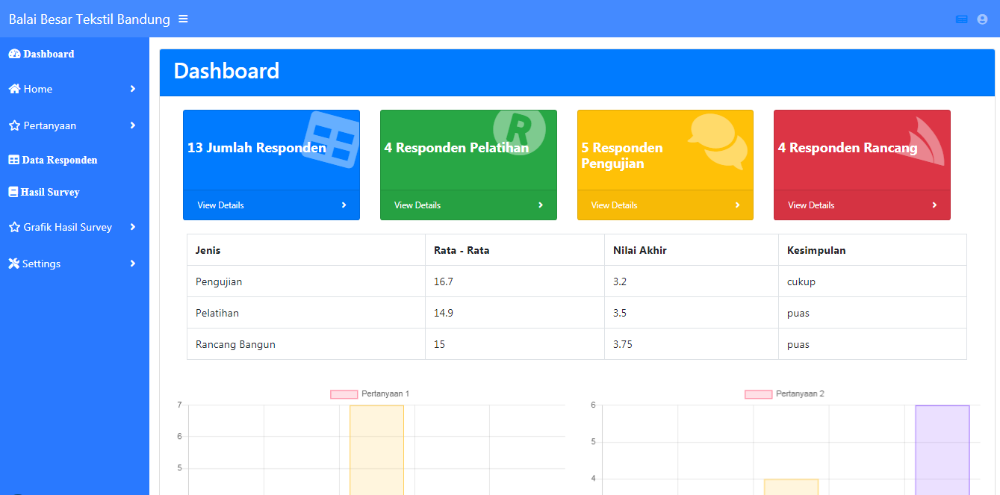 Balai Besar Tekstil Bandung
Dashboard
Home
Pertanyaan
Data Responden
Hasil Survey
Grafik Hasil Survey
Settings
Dashboard
13 Jumlah Responden
View Details
R
4 Responden Pelatihan
View Details
5 Responden
Pengujian
View Details
4 Responden Rancang
View Details
Jenis Rata - Rata Nilai Akhir Kesimpulan
Pengujian 16.7 3.2 cukup
Pelatihan 14.9 3.5 puas
Rancang Bangun 15 3.75 puas
Pertanyaan 1
7
6
5
Pertanyaan 2
6
5
4